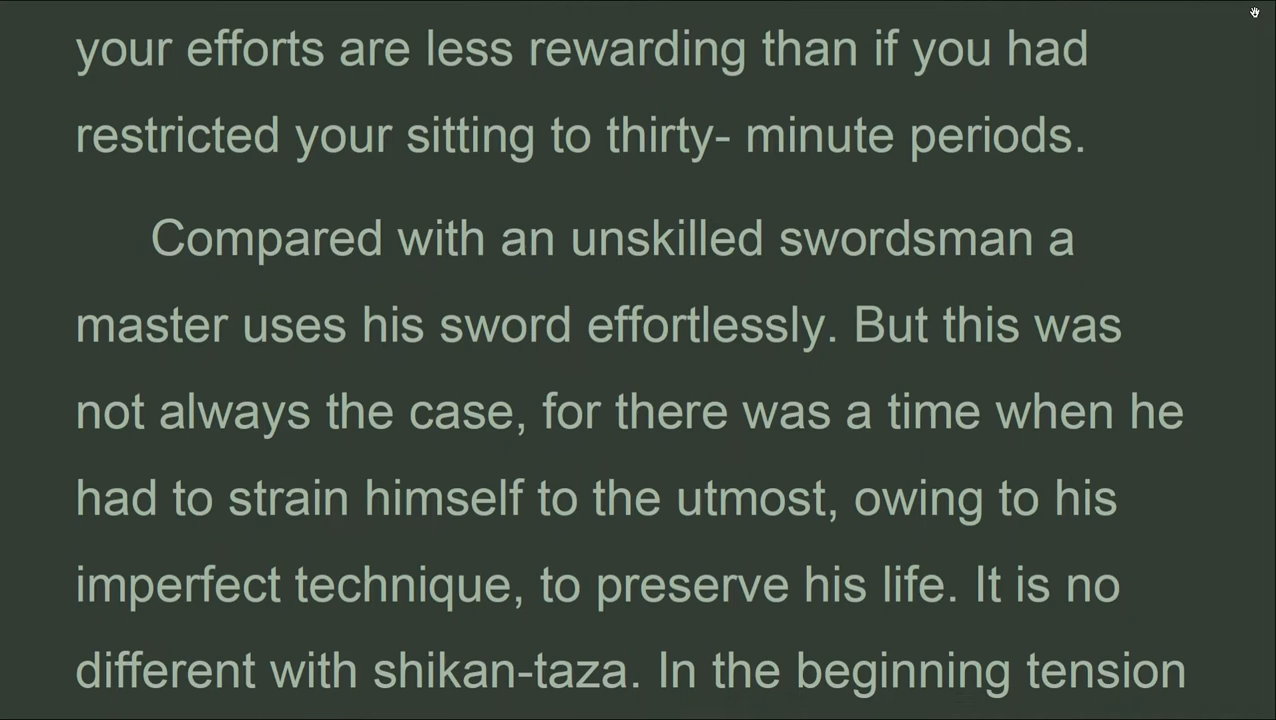 your efforts are less rewarding than if you had
restricted your sitting to thirty- minute periods.
Compared with an unskilled swordsman a
master uses his sword effortlessly. But this was
not always the case, for there was a time when he
had to strain himself to the utmost, owing to his
imperfect technique, to preserve his life. It is no
different with shikan-taza. In the beginning tension